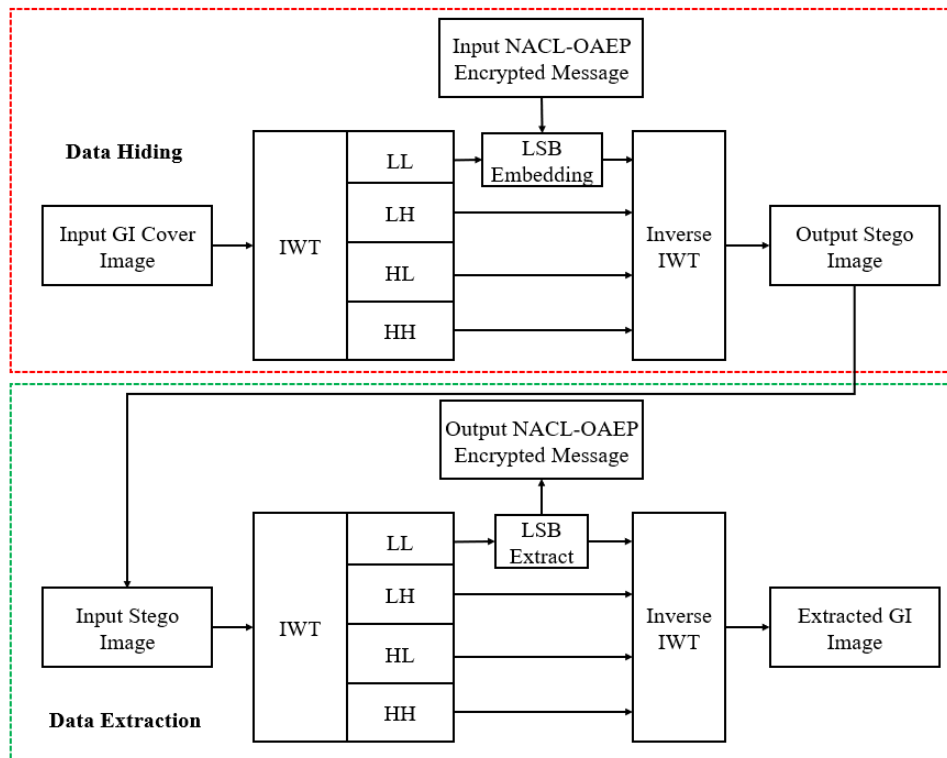 Input NACL-OAEP
Encrypted Message
Data Hiding
LL
LSB
Embedding
LH
Input GI Cover
Image
IWT
HL
HH
Inverse
IWT
Output Stego
Image
Output NACL-OAEP
Encrypted Message
LL
LSB
Extract
LH
Input Stego
Image
IWT
HL
HH
Inverse
IWT
Extracted GI
Image
Data Extraction